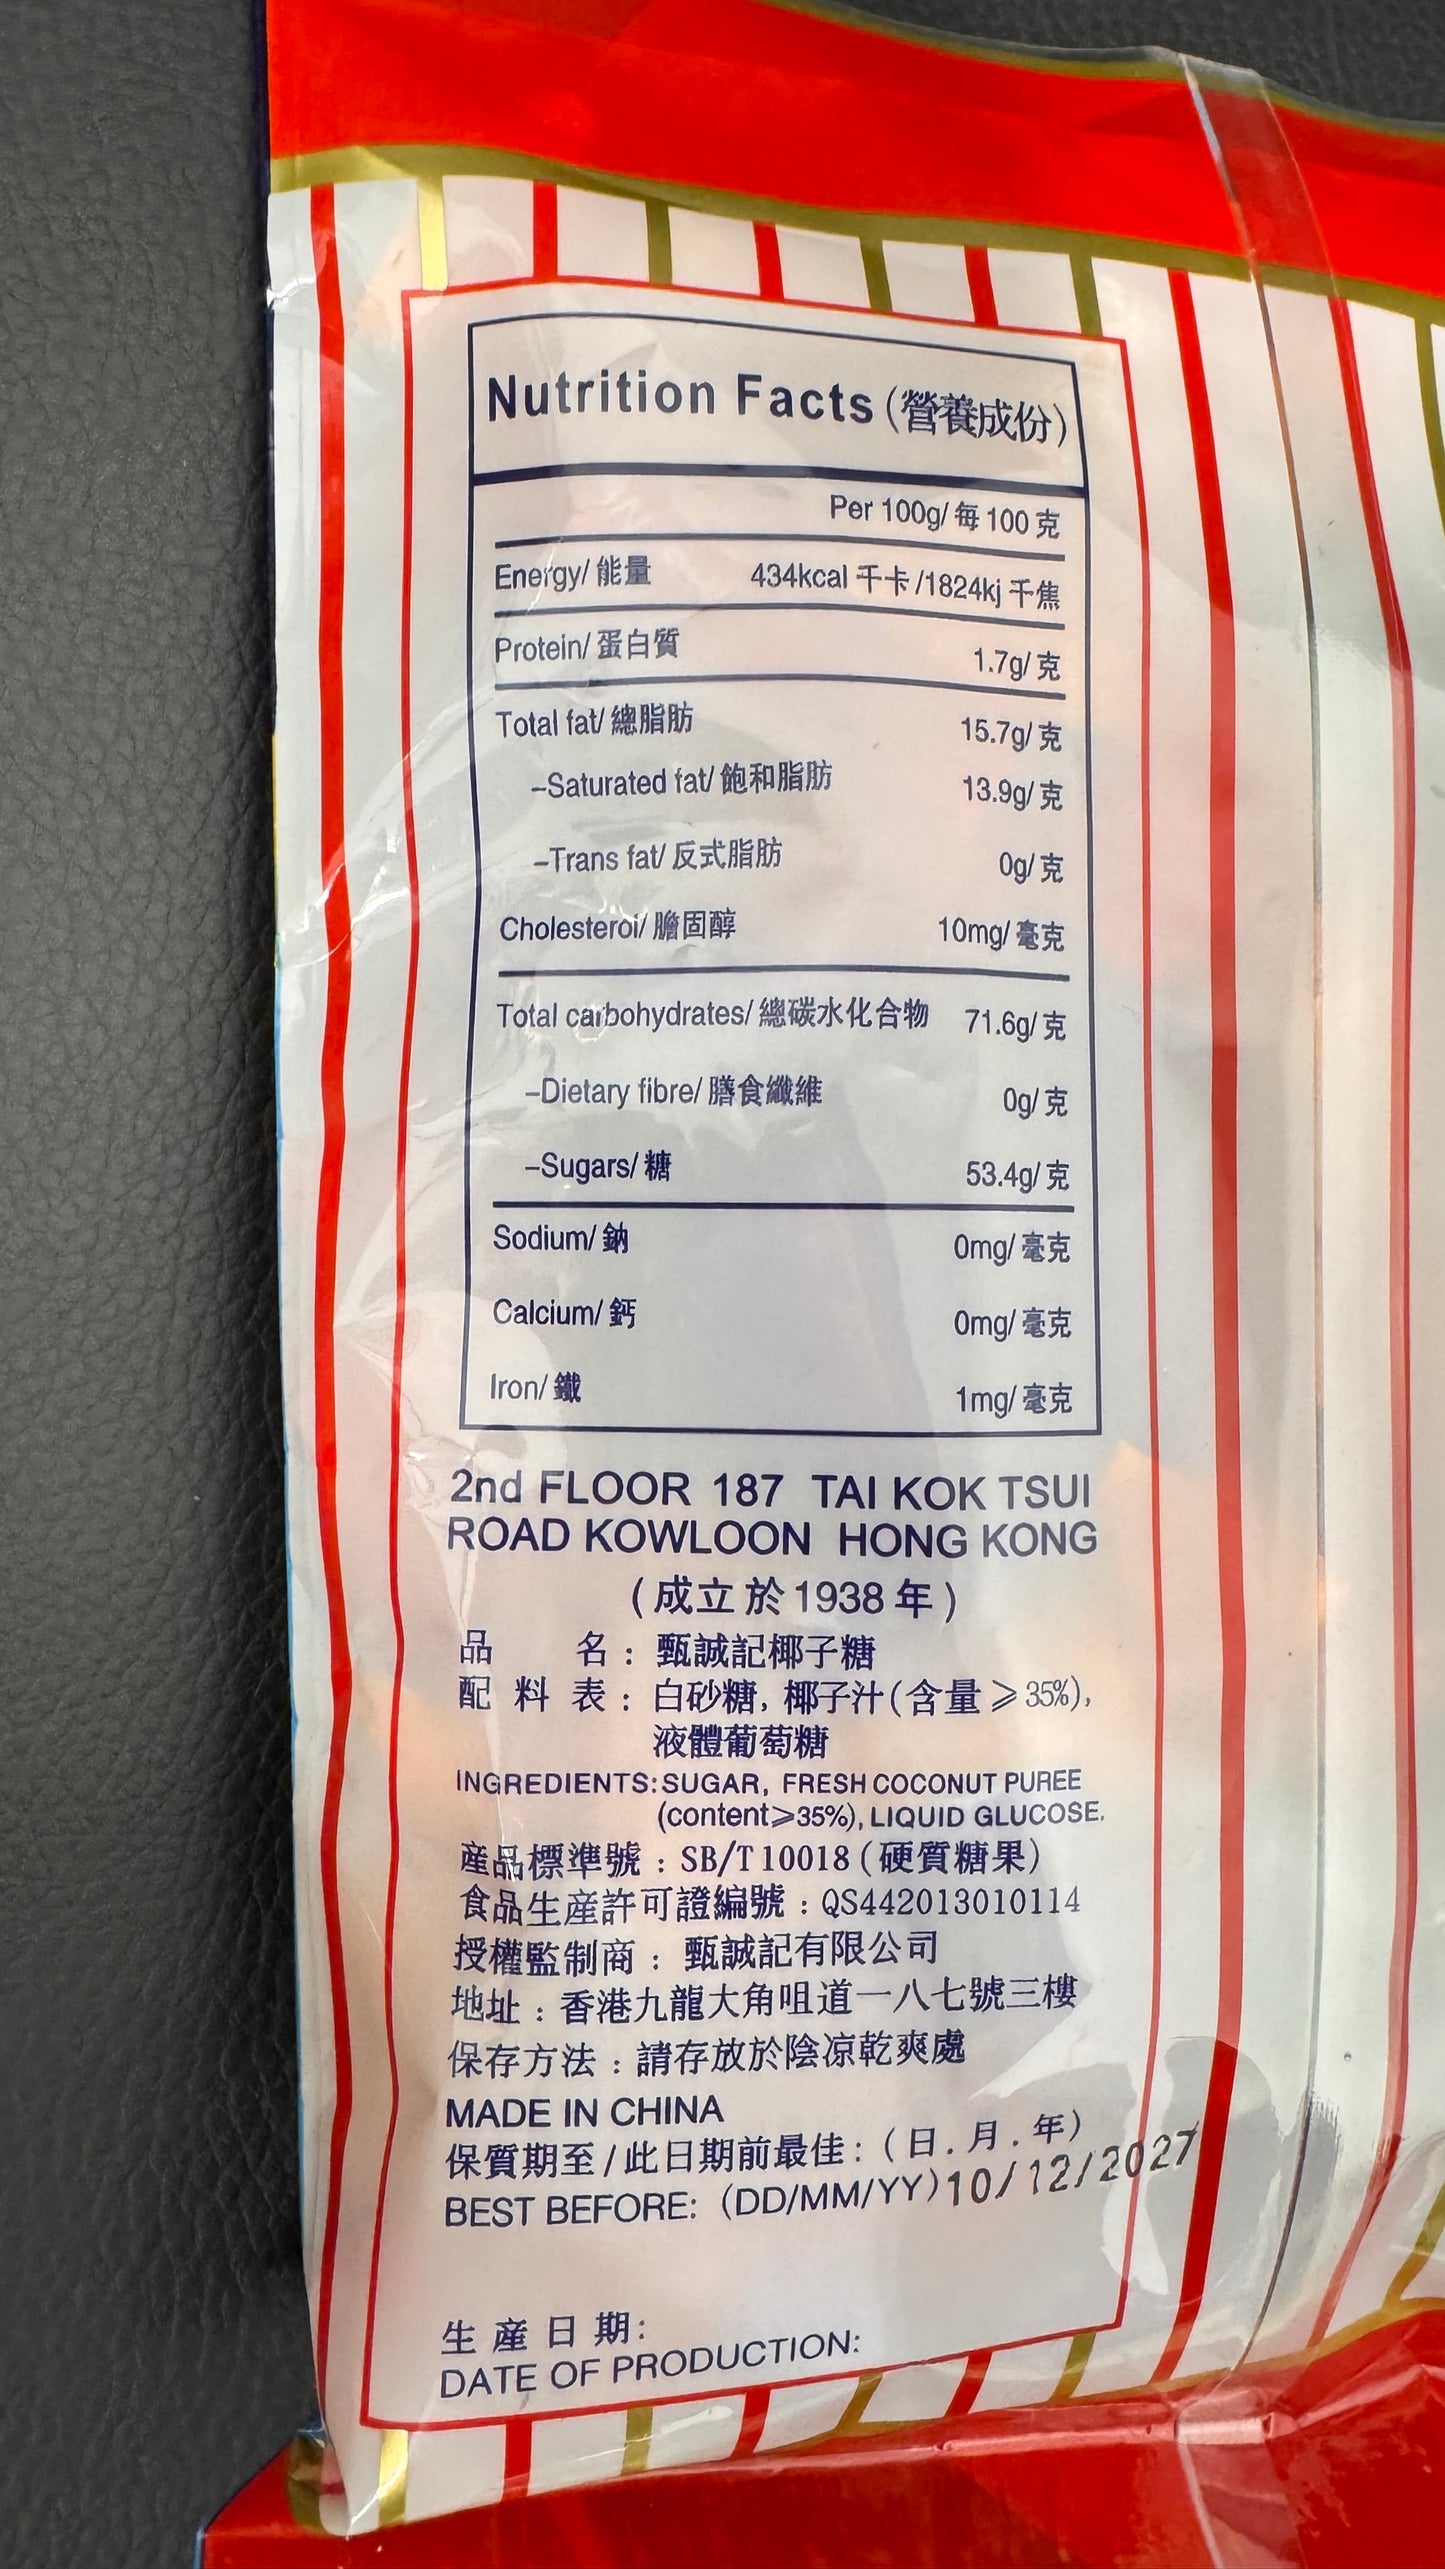 Nutrition Facts (營養成份)
Per 100g/ 每 100 克
Energy/ 能量 434kcal 千卡 /1824kj 千焦
Protein/ 蛋白質 1.7g/ 克
Total fat/ 總脂肪 15.7g/ 克
–Saturated fat/ 飽和脂肪 13.9g/ 克
–Trans fat/ 反式脂肪 0g/ 克
Cholesterol/ 膽固醇 10mg/ 毫克
Total carbohydrates/ 總碳水化合物 71.6g/ 克
–Dietary fibre/ 膳食纖維 0g/ 克
–Sugars/ 糖 53.4g/ 克
Sodium/ 鈉 0mg/ 毫克
Calcium/ 鈣 0mg/ 毫克
Iron/ 鐵 1mg/ 毫克
2nd FLOOR 187 TAI KOK TSUI
ROAD KOWLOON HONG KONG
(成立於1938年)
品 名：甄誠記椰子糖
配 料 表：白砂糖, 椰子汁(含量⩾35%),
液體葡萄糖
INGREDIENTS: SUGAR, FRESH COCONUT PUREE
(content⩾35%), LIQUID GLUCOSE.
産品標準號：SB/T 10018 (硬質糖果)
食品生産許可證編號：QS442013010114
授權監制商：甄誠記有限公司
地址：香港九龍大角咀道一八七號三樓
保存方法：請存放於陰凉乾爽處
MADE IN CHINA
保質期至/此日期前最佳：(日.月.年)
BEST BEFORE: (DD/MM/YY) 10/12/2027
生 産 日 期：
DATE OF PRODUCTION: